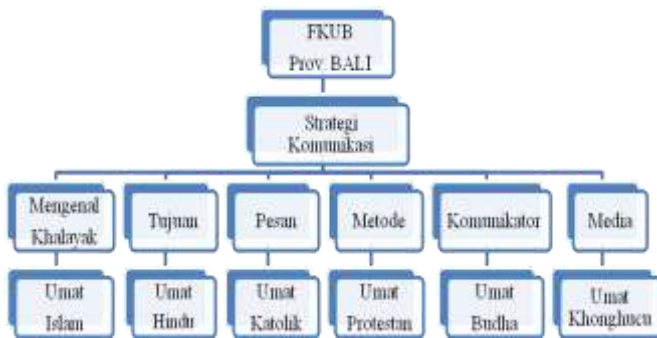 FKUB
Prov. BALI
Strategi
Komunikasi
Mengenal
Khalayak
Tujuan
Pesan
Metode
Komunikator
Media
Umat
Islam
Umat
Hindu
Umat
Katolik
Umat
Protestan
Umat
Budha
Umat
Khonghucu